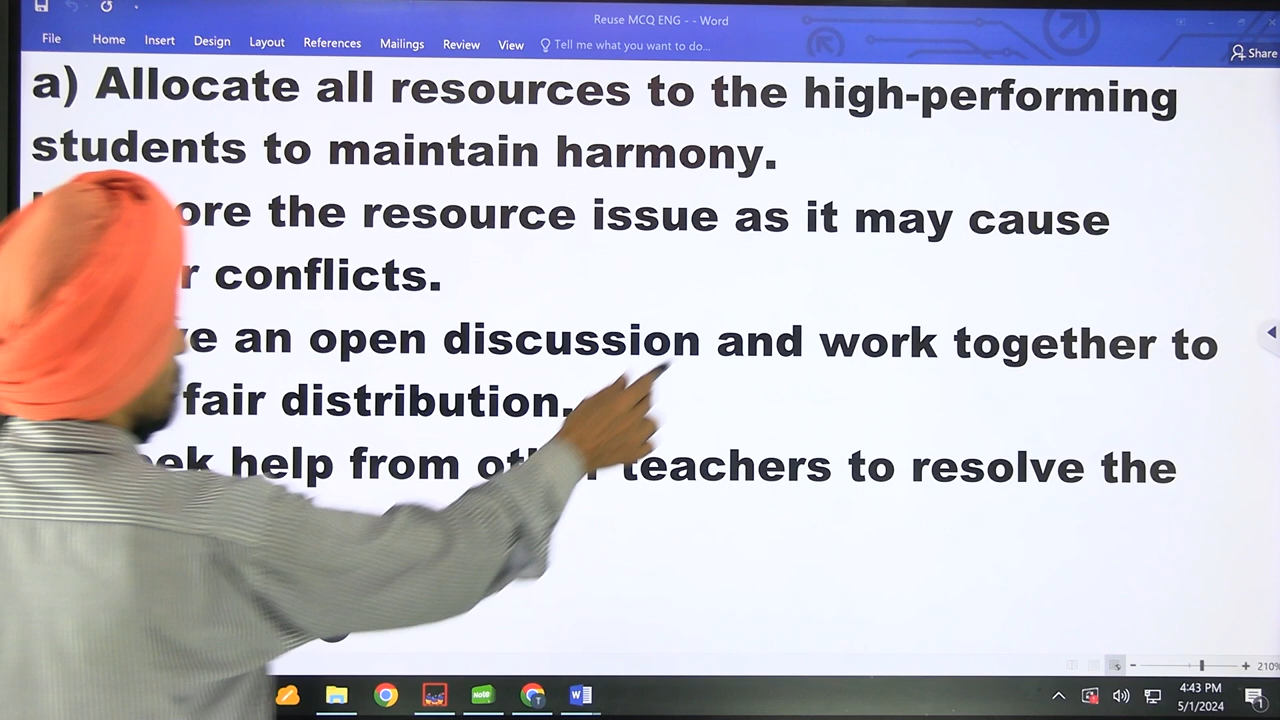 Reuse MCQ ENG - - Word
File Home Insert Design Layout References Mailings Review View Tell me what you want to do... Share
a) Allocate all resources to the high-performing
students to maintain harmony.
the resource issue as it may cause
conflicts.
an open discussion and work together to
fair distribution.
help from teachers to resolve the
210%
Note
4:43 PM
5/1/2024